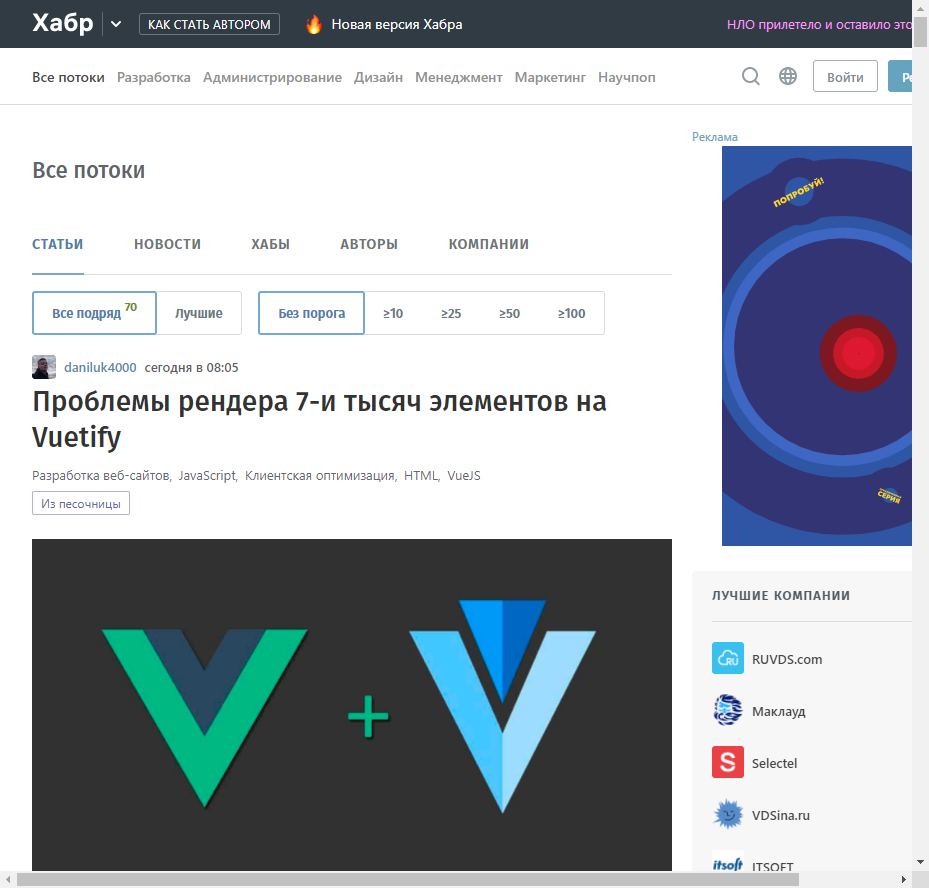 Хабр
КАК СТАТЬ АВТОРОМ
Новая версия Хабра
НЛО прилетело и оставило это
Все потоки Разработка Администрирование Дизайн Менеджмент Маркетинг Научпоп
Войти
Ре
Реклама
ПОПРОБУЙ!
СЕРИЯ
Все потоки
СТАТЬИ НОВОСТИ ХАБЫ АВТОРЫ КОМПАНИИ
Все подряд 70 Лучшие Без порога ≥10 ≥25 ≥50 ≥100
daniluk4000 сегодня в 08:05
Проблемы рендера 7-и тысяч элементов на
Vuetify
Разработка веб-сайтов, JavaScript, Клиентская оптимизация, HTML, VueJS
Из песочницы
ЛУЧШИЕ КОМПАНИИ
RU
RUVDS.com
Маклауд
S
Selectel
VDSina.ru
itsoft
ITSOFT